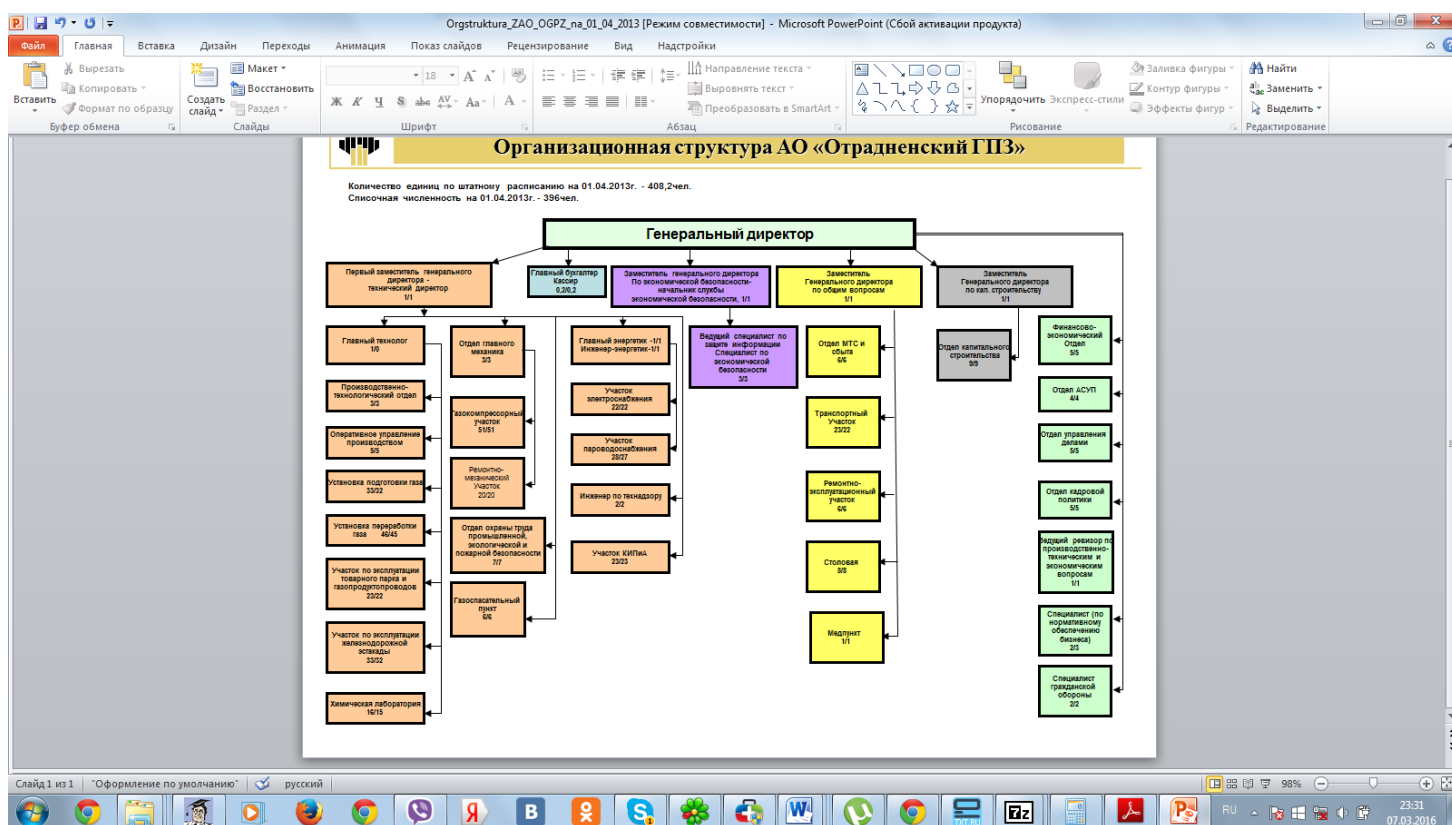 Orgstruktura_ZAO_OGPZ_na_01_04_2013 [Режим совместимости] - Microsoft PowerPoint (Сбой активации продукта)
Файл Главная Вставка Дизайн Переходы Анимация Показ слайдов Рецензирование Вид Надстройки
Вставить
Вырезать
Копировать
Формат по образцу
Буфер обмена
Создать слайд
Макет
Восстановить
Раздел
Слайды
18
Ж К Ч S abc AV Aa A
Шрифт
Направление текста
Выровнять текст
Преобразовать в SmartArt
Абзац
Упорядочить
Экспресс-стили
Заливка фигуры
Контур фигуры
Эффекты фигур
Рисование
Найти
Заменить
Выделить
Редактирование
Организационная структура АО «Отрадненский ГПЗ»
Количество единиц по штатному расписанию на 01.04.2013г. - 408,2чел.
Списочная численность на 01.04.2013г. - 396чел.
Генеральный директор
Первый заместитель генерального
директора -
технический директор
1/1
Главный бухгалтер
Кассир
0,2/0,2
Заместитель генерального директора
По экономической безопасности-
начальник службы
экономической безопасности, 1/1
Заместитель
Генерального директора
по общим вопросам
1/1
Заместитель
Генерального директора
по кап. строительству
1/1
Главный технолог
1/0
Производственно-
технологический отдел
3/3
Оперативное управление
производством
5/5
Установка подготовки газа
33/32
Установка переработки
газа 46/45
Участок по эксплуатации
товарного парка и
газопродуктопроводов
23/22
Участок по эксплуатации
железнодорожной
эстакады
33/32
Химическая лаборатория
16/15
Отдел главного
механика
3/3
Газокомпрессорный
участок
51/51
Ремонтно-
механический
Участок
20/20
Отдел охраны труда
промышленной,
экологической и
пожарной безопасности
7/7
Газоспасательный
пункт
6/6
Главный энергетик -1/1
Инженер-энергетик-1/1
Участок
электроснабжения
22/22
Участок
пароводоснабжения
28/27
Инженер по технадзору
2/2
Участок КИПиА
23/23
Ведущий специалист по
защите информации
Специалист по
экономической
безопасности
3/3
Отдел МТС и
сбыта
6/6
Транспортный
Участок
23/22
Ремонтно-
эксплуатационный
участок
6/6
Столовая
8/8
Медпункт
1/1
Отдел капитального
строительства
9/9
Финансово-
экономический
Отдел
5/5
Отдел АСУП
4/4
Отдел управления
делами
5/5
Отдел кадровой
политики
5/5
Ведущий ревизор по
производственно-
техническим и
экономическим
вопросам
1/1
Специалист (по
нормативному
обеспечению
бизнеса)
2/3
Специалист
гражданской
обороны
2/2
Слайд 1 из 1 "Оформление по умолчанию" русский 98%
RU
23:31
07.03.2016